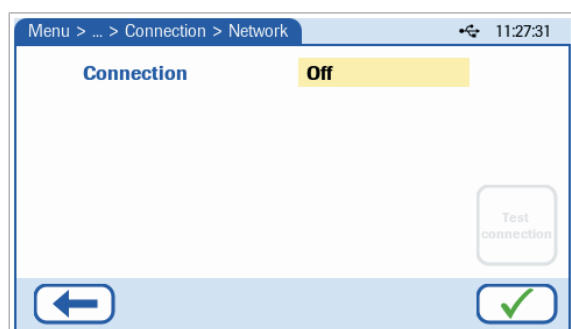 Menu > ... > Connection > Network
11:27:31
Connection
Off
Test
connection